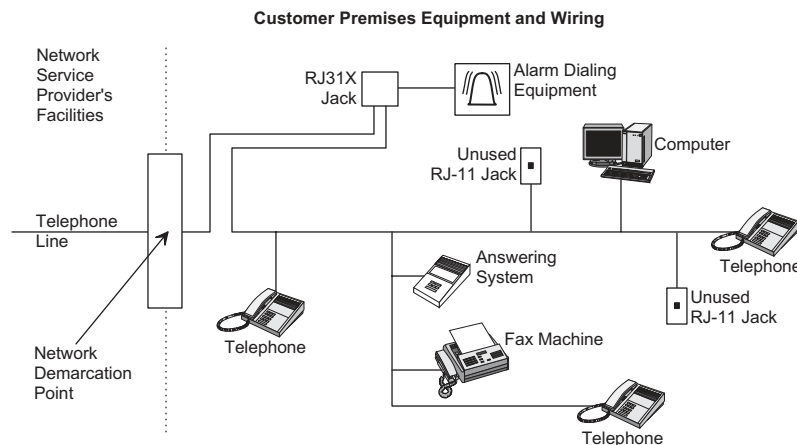 Customer Premises Equipment and Wiring
Network
Service
Provider's
Facilities
RJ31X
Jack
Alarm Dialing
Equipment
Unused
RJ-11 Jack
Computer
Telephone
Line
Answering
System
Telephone
Unused
RJ-11 Jack
Telephone
Fax Machine
Network
Demarcation
Point
Telephone